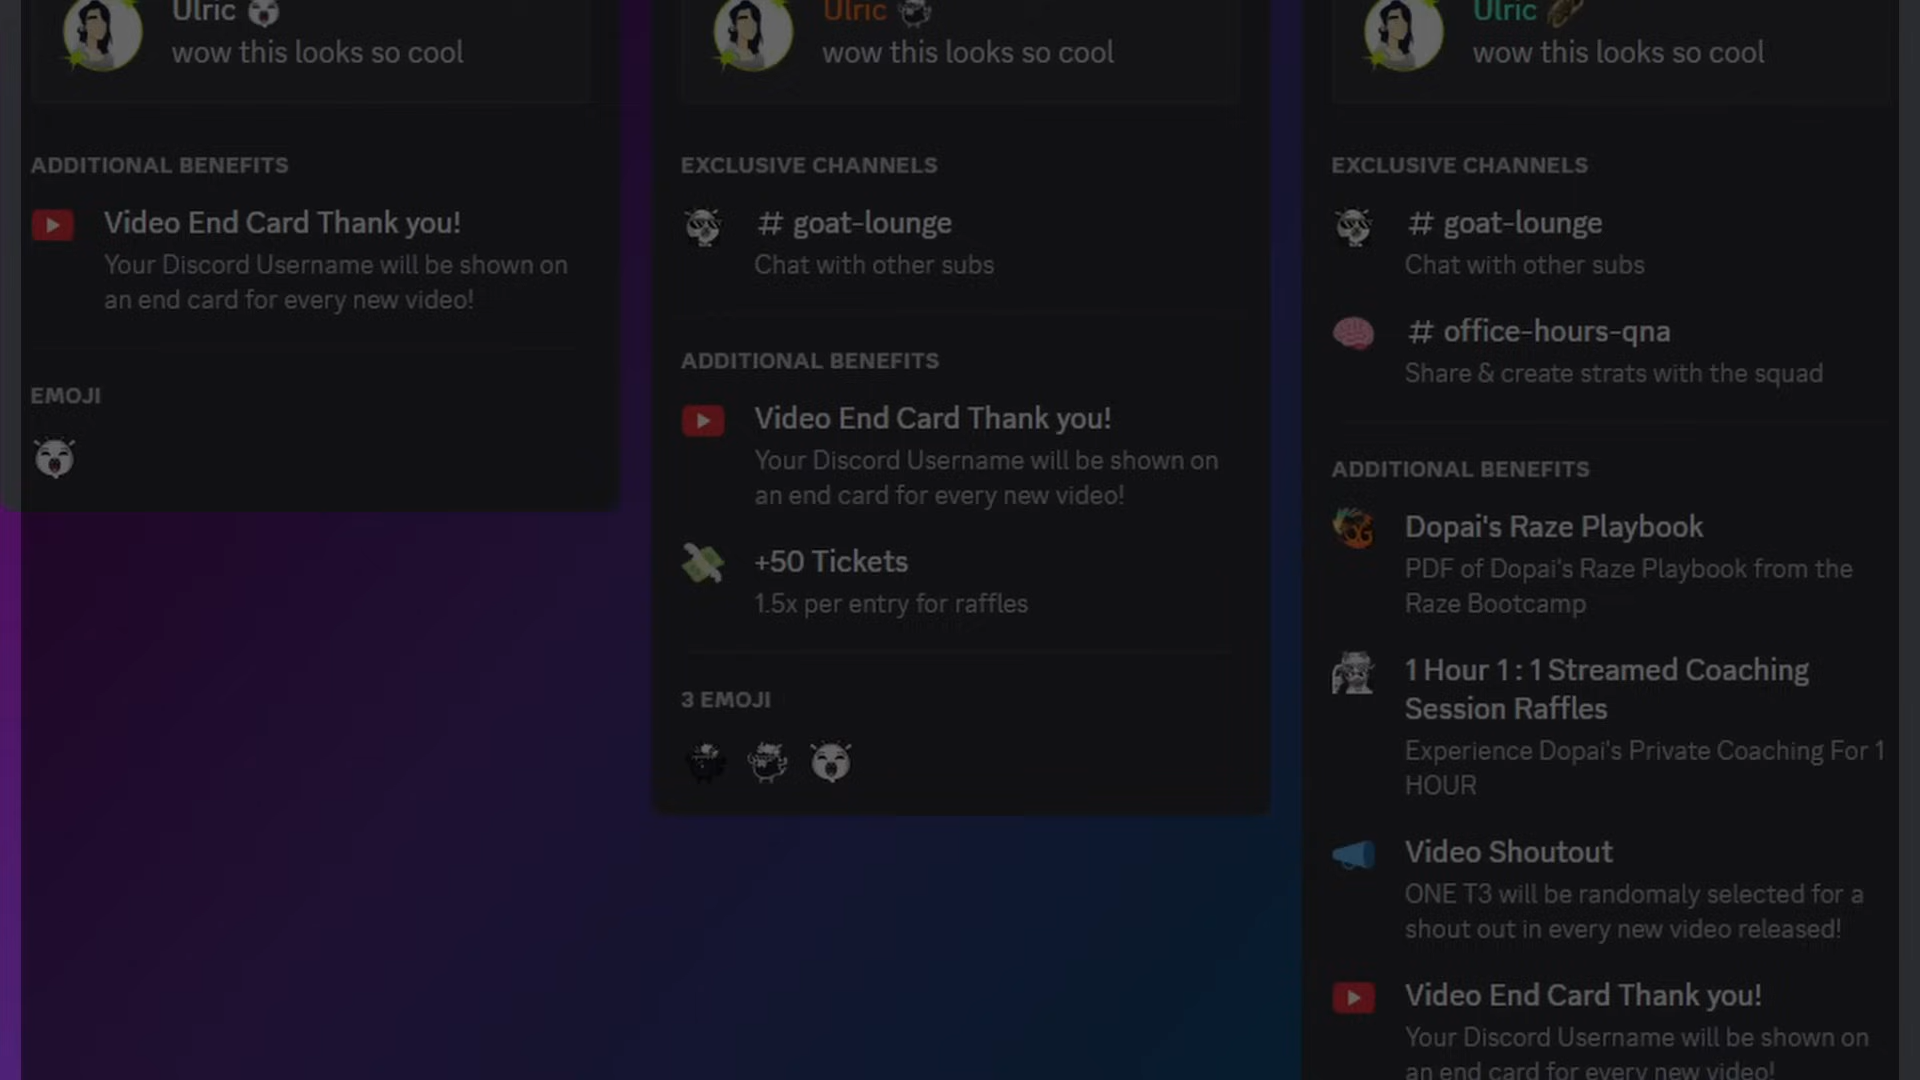 Ulric
wow this looks so cool
ADDITIONAL BENEFITS
Video End Card Thank you!
Your Discord Username will be shown on
an end card for every new video!
EMOJI
Ulric
wow this looks so cool
EXCLUSIVE CHANNELS
# goat-lounge
Chat with other subs
ADDITIONAL BENEFITS
Video End Card Thank you!
Your Discord Username will be shown on
an end card for every new video!
+50 Tickets
1.5x per entry for raffles
3 EMOJI
Ulric
wow this looks so cool
EXCLUSIVE CHANNELS
# goat-lounge
Chat with other subs
# office-hours-qna
Share & create strats with the squad
ADDITIONAL BENEFITS
OG
Dopai's Raze Playbook
PDF of Dopai's Raze Playbook from the
Raze Bootcamp
1 Hour 1:1 Streamed Coaching
Session Raffles
Experience Dopai's Private Coaching For 1
HOUR
Video Shoutout
ONE T3 will be randomaly selected for a
shout out in every new video released!
Video End Card Thank you!
Your Discord Username will be shown on
an end card for every new video!